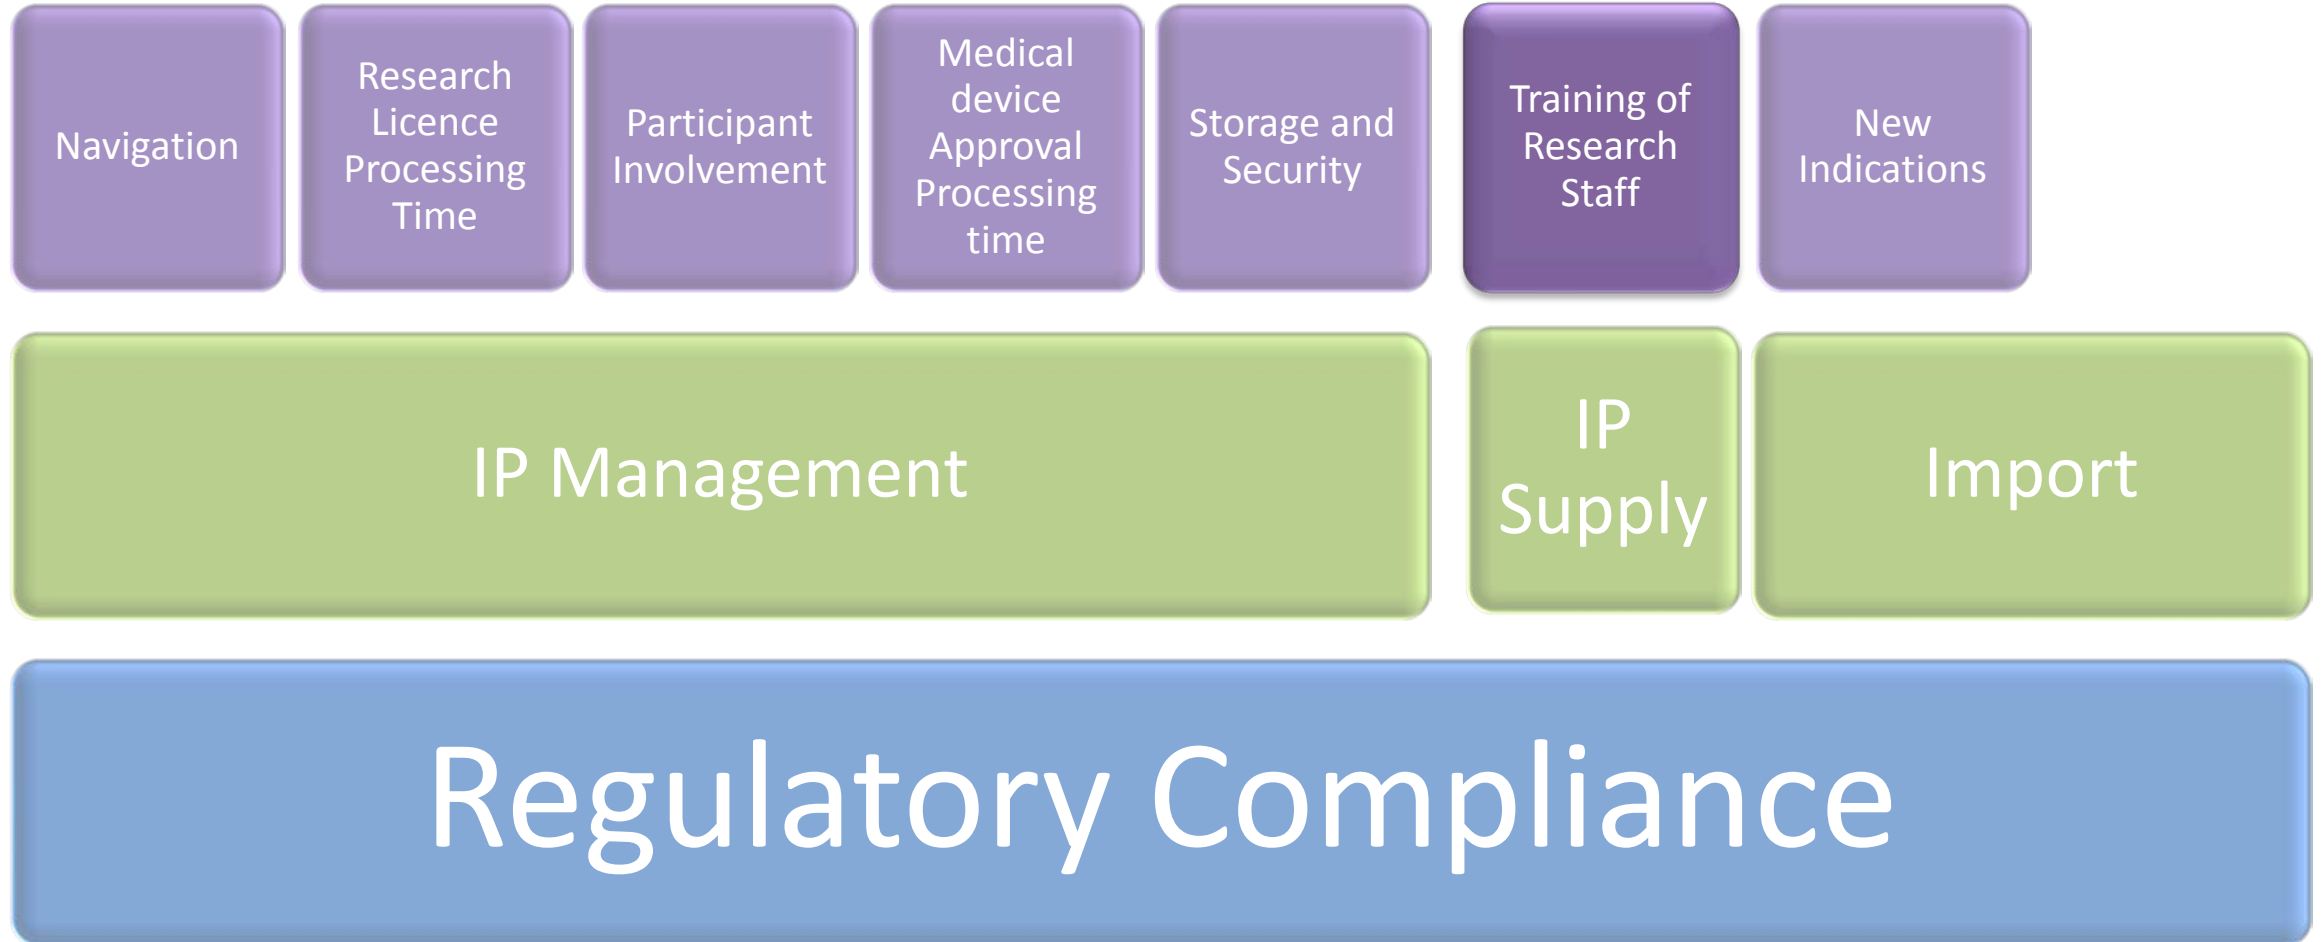 Navigation
Research
Licence
Processing
Time
Participant
Involvement
Medical
device
Approval
Processing
time
Storage and
Security
Training of
Research
Staff
New
Indications
IP Management
IP
Supply
Import
Regulatory Compliance